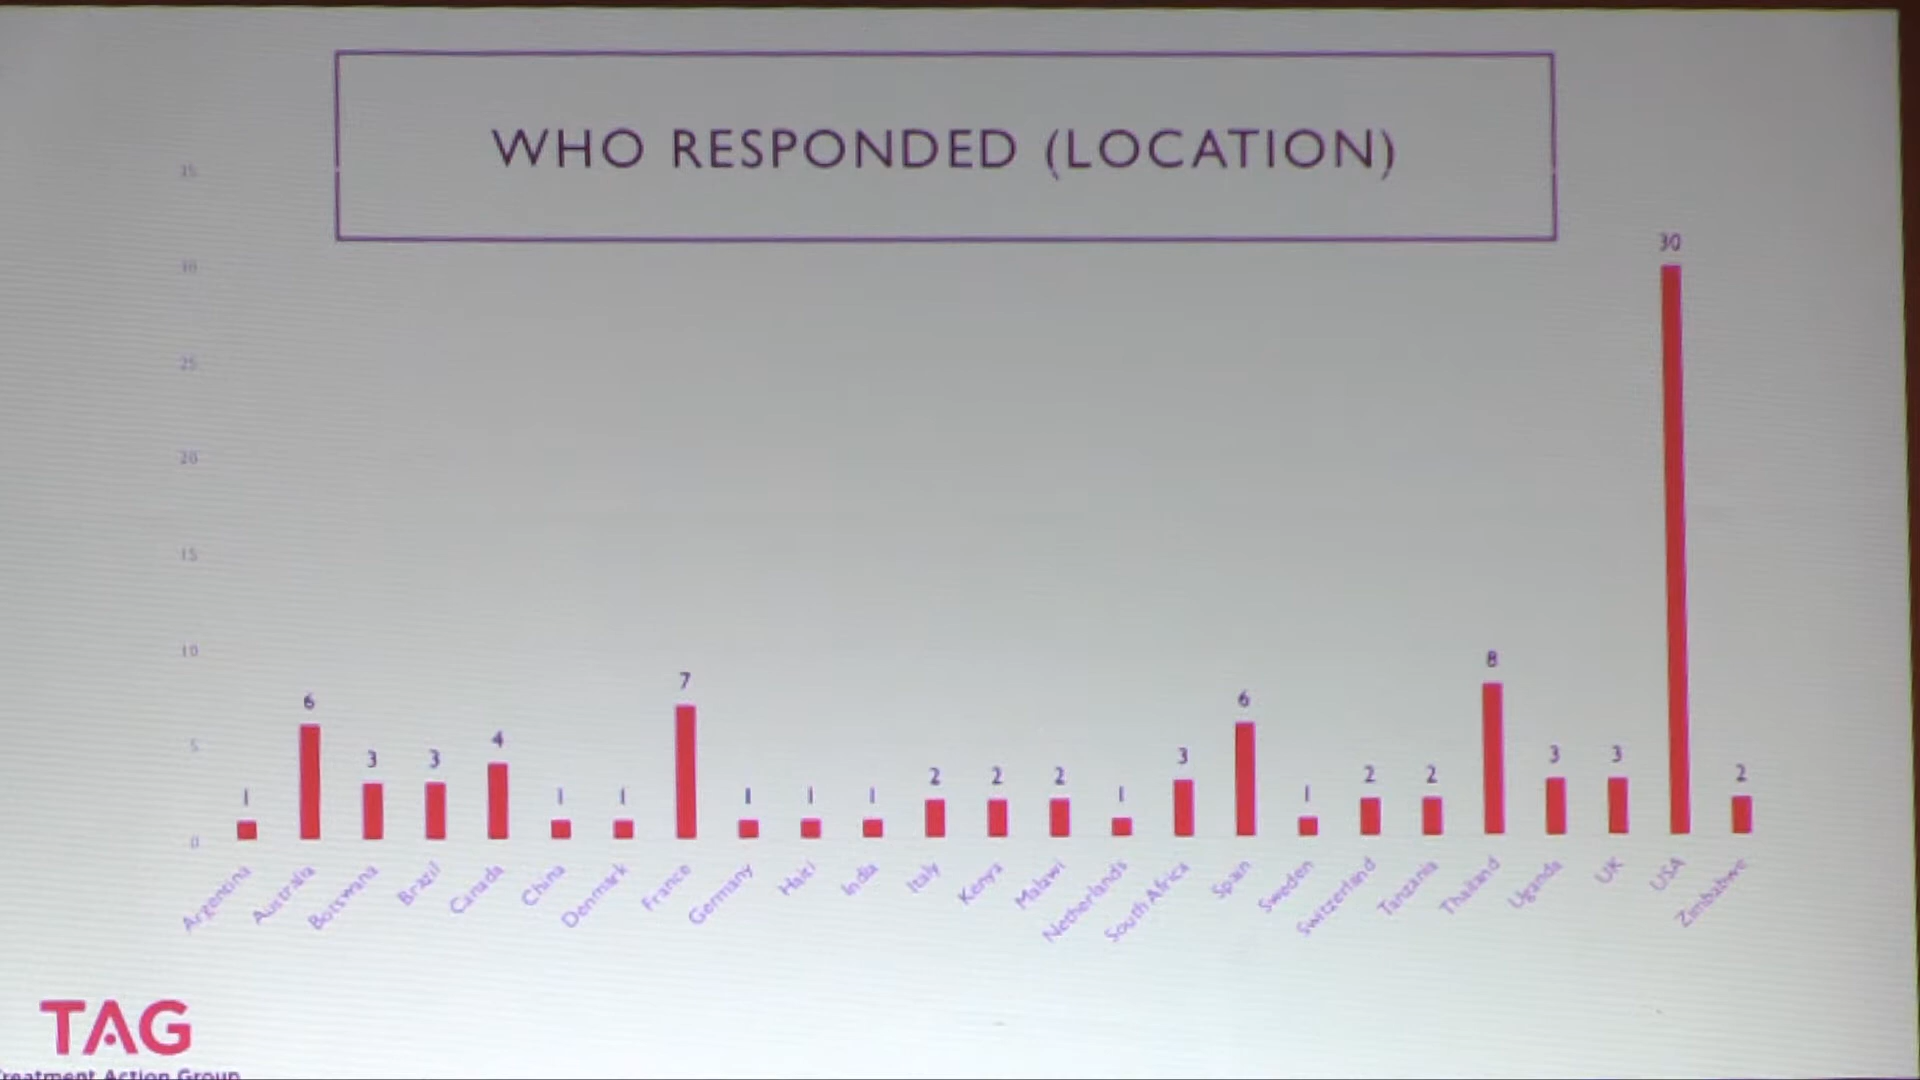 WHO RESPONDED (LOCATION)
35
30
25
20
15
10
5
0
1
6
3
3
4
1
1
7
1
1
1
2
2
2
1
3
6
1
2
2
8
3
3
30
2
Argentina
Australia
Botswana
Brazil
Canada
China
Denmark
France
Germany
Haiti
India
Italy
Kenya
Malawi
Netherlands
South Africa
Spain
Sweden
Switzerland
Tanzania
Thailand
Uganda
UK
USA
Zimbabwe
TAG
Treatment Action Group